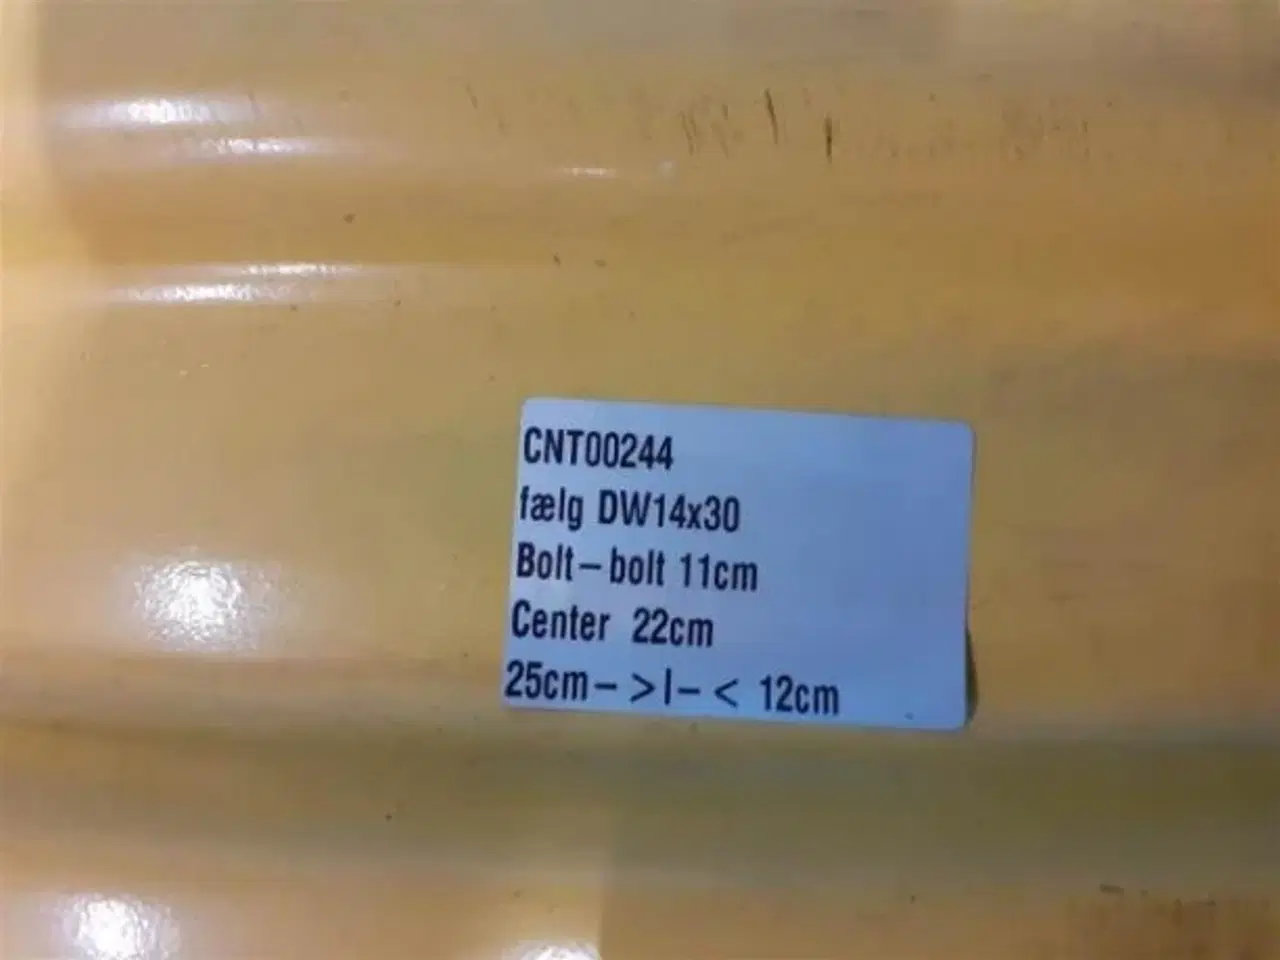 CNT00244
fælg DW14x30
Bolt-bolt 11cm
Center 22cm
25cm->|-< 12cm